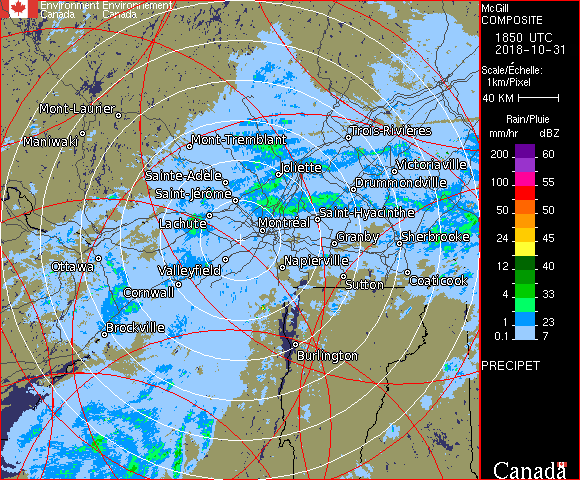 Environment Environnement
Canada Canada
McGill
COMPOSITE
1850 UTC
2018-10-31
Scale/Échelle:
1km/Pixel
40 KM
Rain/Pluie
mm/hr dBZ
200 60
155
100 55
50 50
24 45
12 40
4 33
1 23
0.1 7
PRECIPET
Canada
Mont-Laurier
Maniwaki
Mont-Tremblant
Trois-Rivières
Sainte-Adèle
Joliette
Victoriaville
Saint-Jérôme
Drummondville
Lachute
Montréal
Saint-Hyacinthe
Granby
Sherbrooke
Ottawa
Valleyfield
Napierville
Cornwall
Sutton
Coaticook
Brockville
Burlington